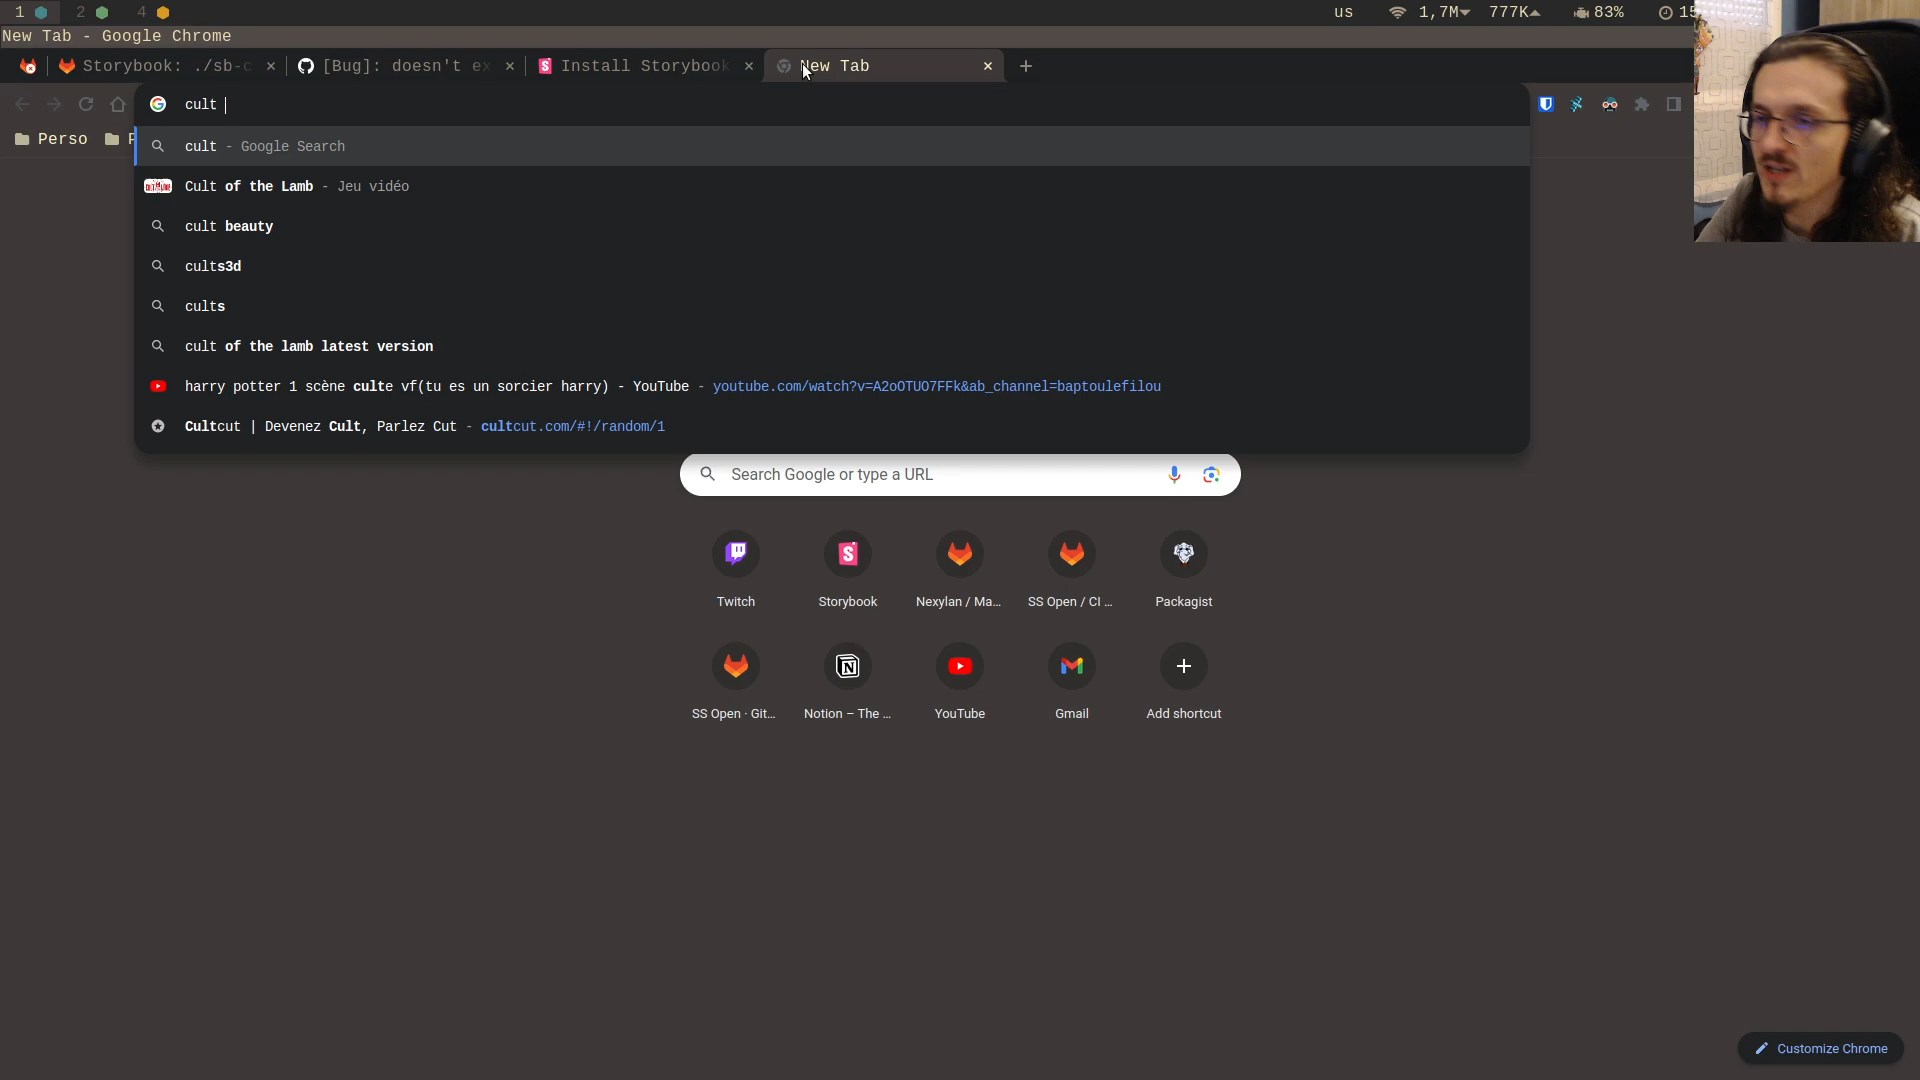 1 2 4 us 1,7M 777K 83% 15
New Tab - Google Chrome
Storybook: ./sb-c [Bug]: doesn't ex Install Storybook New Tab
cult
Perso
cult - Google Search
Cult of the Lamb - Jeu vidéo
cult beauty
cults3d
cults
cult of the lamb latest version
harry potter 1 scène culte vf(tu es un sorcier harry) - YouTube - youtube.com/watch?v=A2oOTUO7FFk&ab_channel=baptoulefilou
Cultcut | Devenez Cult, Parlez Cut - cultcut.com/#!/random/1
Search Google or type a URL
Twitch Storybook Nexylan / Ma... SS Open / CI ... Packagist
SS Open · Git... Notion – The ... YouTube Gmail Add shortcut
Customize Chrome